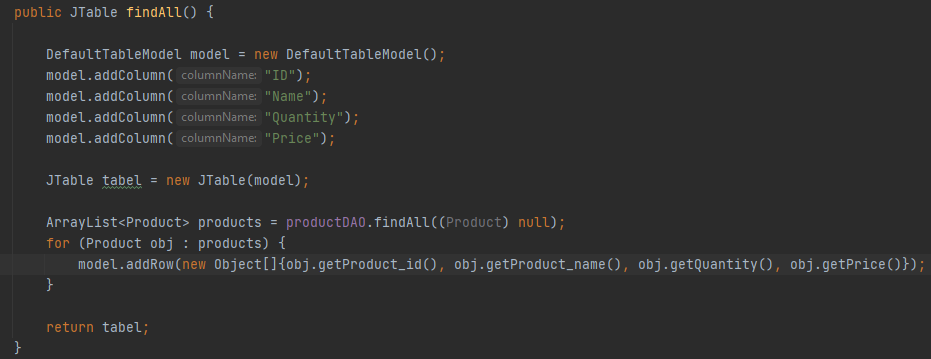 public JTable findAll() {
DefaultTableModel model = new DefaultTableModel();
model.addColumn( columnName: "ID");
model.addColumn( columnName: "Name");
model.addColumn( columnName: "Quantity");
model.addColumn( columnName: "Price");
JTable tabel = new JTable(model);
ArrayList<Product> products = productDAO.findAll((Product) null);
for (Product obj : products) {
model.addRow(new Object[]{obj.getProduct_id(), obj.getProduct_name(), obj.getQuantity(), obj.getPrice()});
}
return tabel;
}